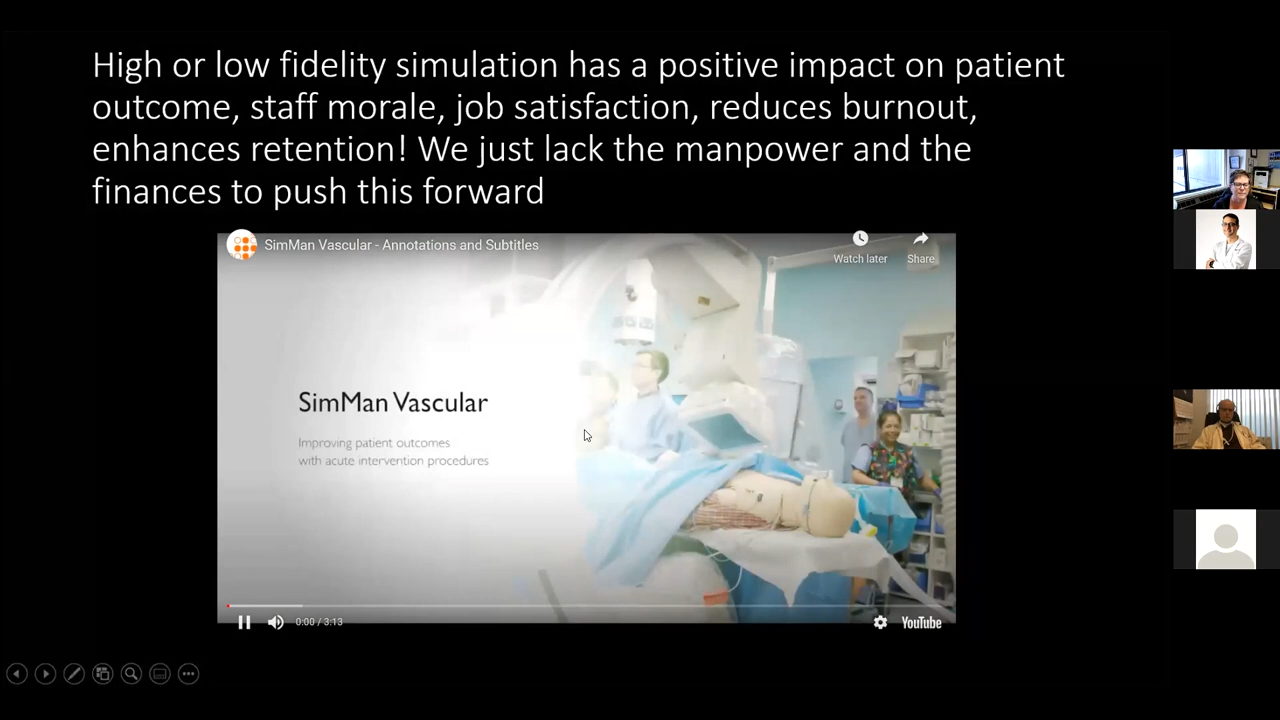 High or low fidelity simulation has a positive impact on patient
outcome, staff morale, job satisfaction, reduces burnout,
enhances retention! We just lack the manpower and the
finances to push this forward
SimMan Vascular - Annotations and Subtitles
Watch later
Share
SimMan Vascular
Improving patient outcomes
with acute intervention procedures
0:00 / 3:13
YouTube